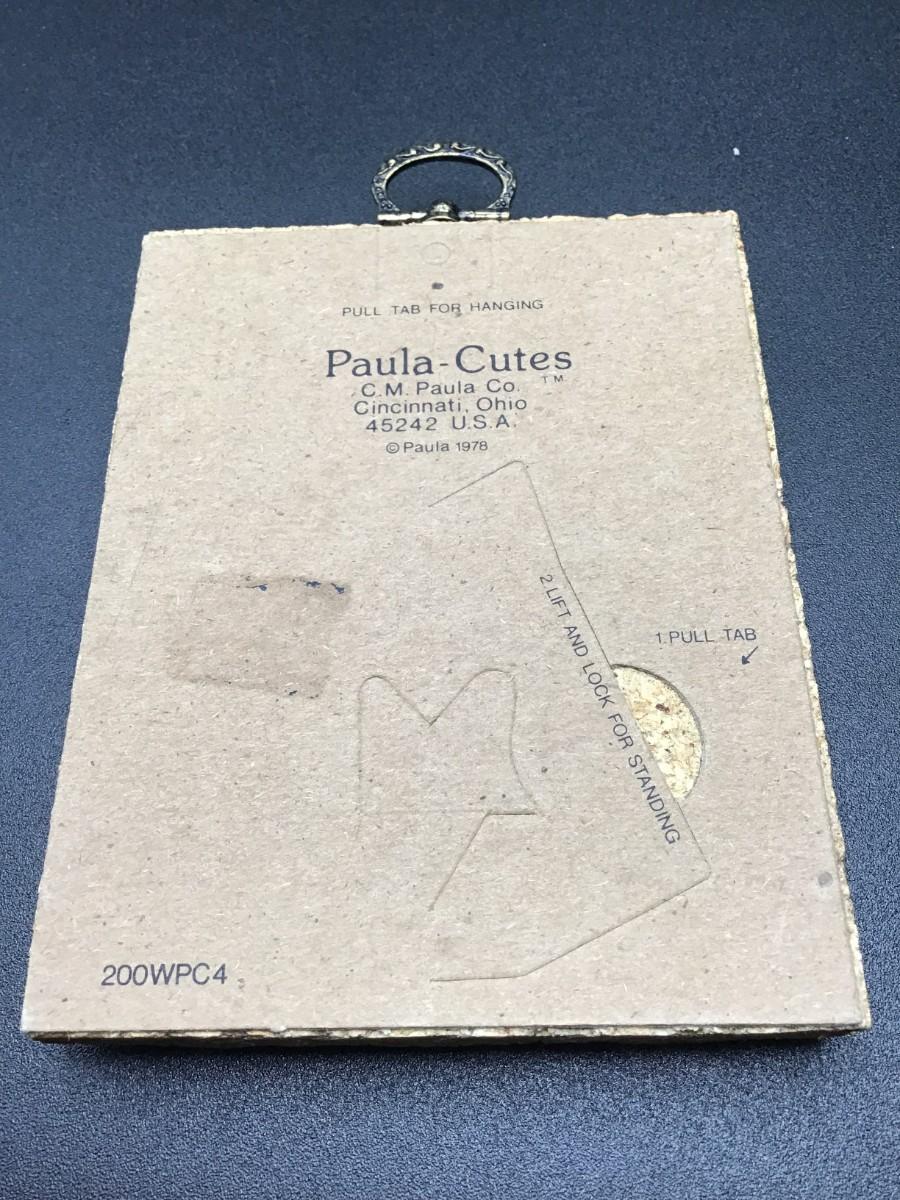 PULL TAB FOR HANGING
Paula-Cutes ™
C.M. Paula Co.
Cincinnati, Ohio
45242 U.S.A.
© Paula 1978
2.LIFT AND LOCK FOR STANDING
1.PULL TAB
200WPC4